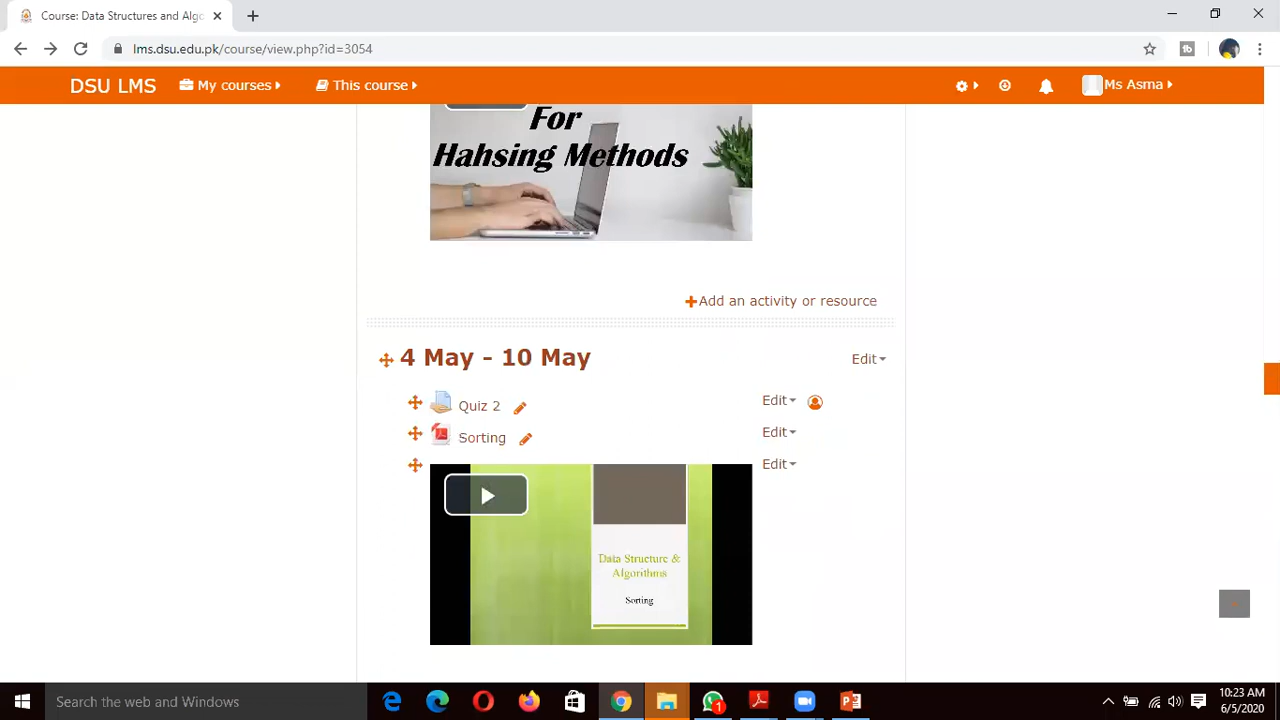 Course: Data Structures and Algo
lms.dsu.edu.pk/course/view.php?id=3054
DSU LMS My courses This course Ms Asma
For
Hahsing Methods
Add an activity or resource
4 May - 10 May Edit
Quiz 2 Edit
Sorting Edit
Edit
Data Structure &
Algorithms
Sorting
Search the web and Windows
1
10:23 AM
6/5/2020